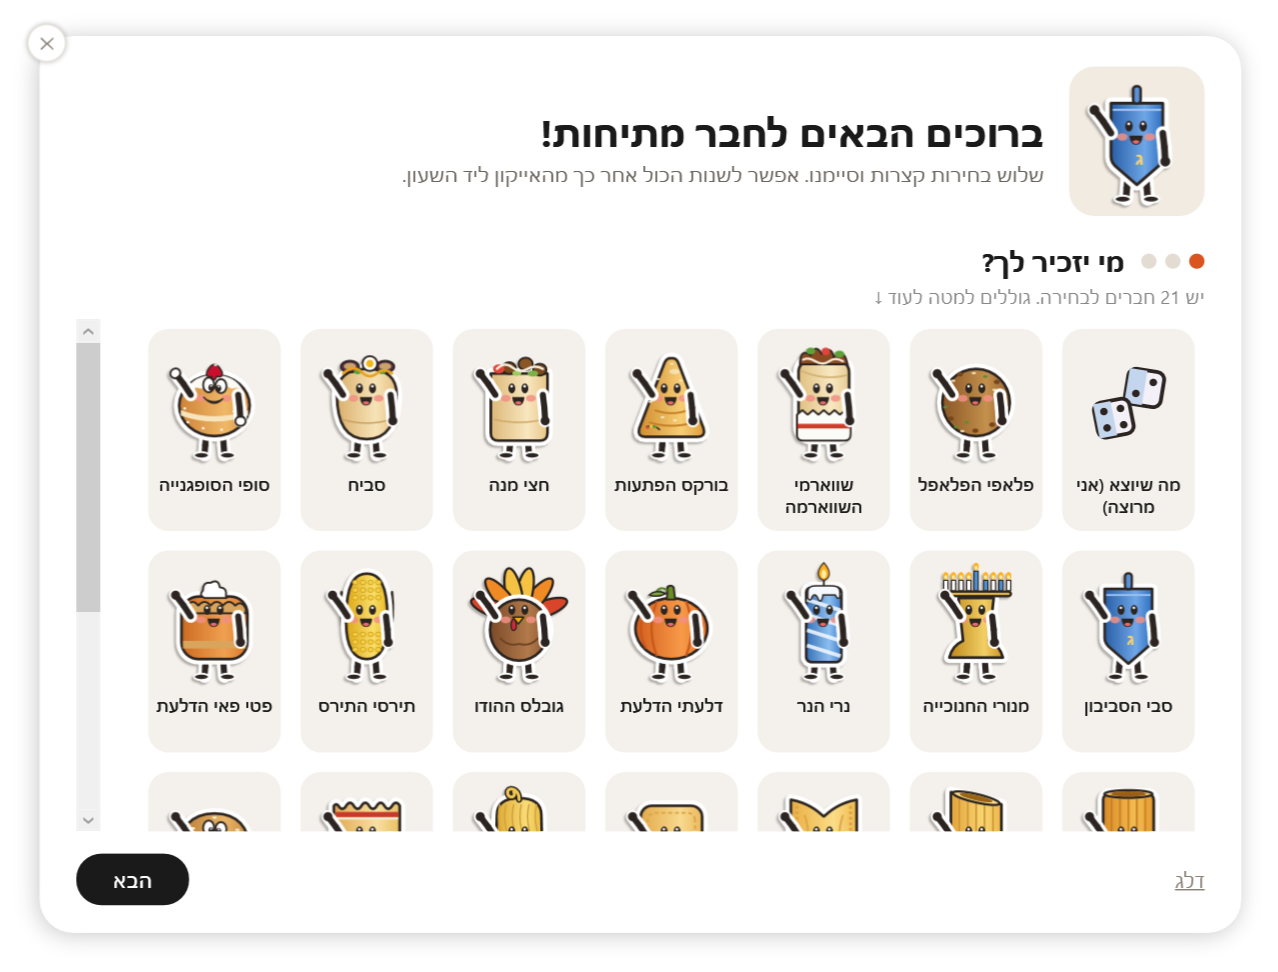 ברוכים הבאים לחבר מתיחות!
שלוש בחירות קצרות וסיימנו. אפשר לשנות הכול אחר כך מהאייקון ליד השעון.
מי יזכיר לך?
יש 21 חברים לבחירה. גוללים למטה לעוד ↓
מה שיוצא (אני מרוצה)
פלאפי הפלאפל
שווארמי השווארמה
בורקס הפתעות
חצי מנה
סביח
סופי הסופגנייה
סבי הסביבון
מנורי החנוכייה
נרי הנר
דלעתי הדלעת
גובלס ההודו
תירסי התירס
פטי פאי הדלעת
ג
ג
דלג
הבא